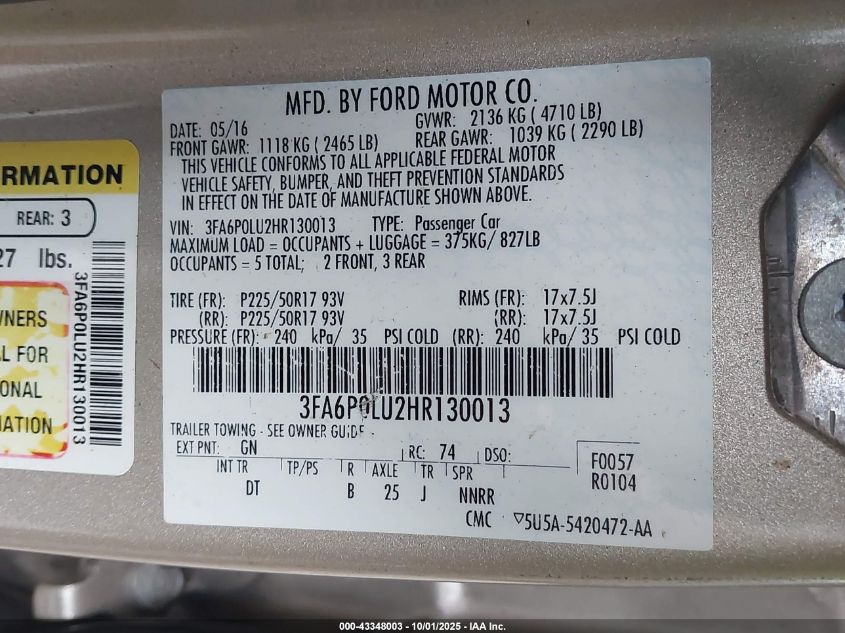 RMATION
REAR: 3
27 lbs.
WNERS
AL FOR
IONAL
MATION
3FA6P0LU2HR130013
MFD. BY FORD MOTOR CO.
DATE: 05/16 GVWR: 2136 KG ( 4710 LB)
FRONT GAWR: 1118 KG ( 2465 LB) REAR GAWR: 1039 KG ( 2290 LB)
THIS VEHICLE CONFORMS TO ALL APPLICABLE FEDERAL MOTOR
VEHICLE SAFETY, BUMPER, AND THEFT PREVENTION STANDARDS
IN EFFECT ON THE DATE OF MANUFACTURE SHOWN ABOVE.
VIN: 3FA6P0LU2HR130013 TYPE: Passenger Car
MAXIMUM LOAD = OCCUPANTS + LUGGAGE = 375KG/ 827LB
OCCUPANTS = 5 TOTAL; 2 FRONT, 3 REAR
TIRE (FR): P225/50R17 93V RIMS (FR): 17x7.5J
(RR): P225/50R17 93V (RR): 17x7.5J
PRESSURE (FR): 240 kPa/ 35 PSI COLD (RR): 240 kPa/ 35 PSI COLD
3FA6P0LU2HR130013
TRAILER TOWING - SEE OWNER GUIDE -
EXT PNT: GN RC: 74 DSO:
INT TR TP/PS R AXLE TR SPR
DT B 25 J NNRR
F0057
R0104
CMC ▽5U5A-5420472-AA
000-43348003 - 10/01/2025 - IAA Inc.